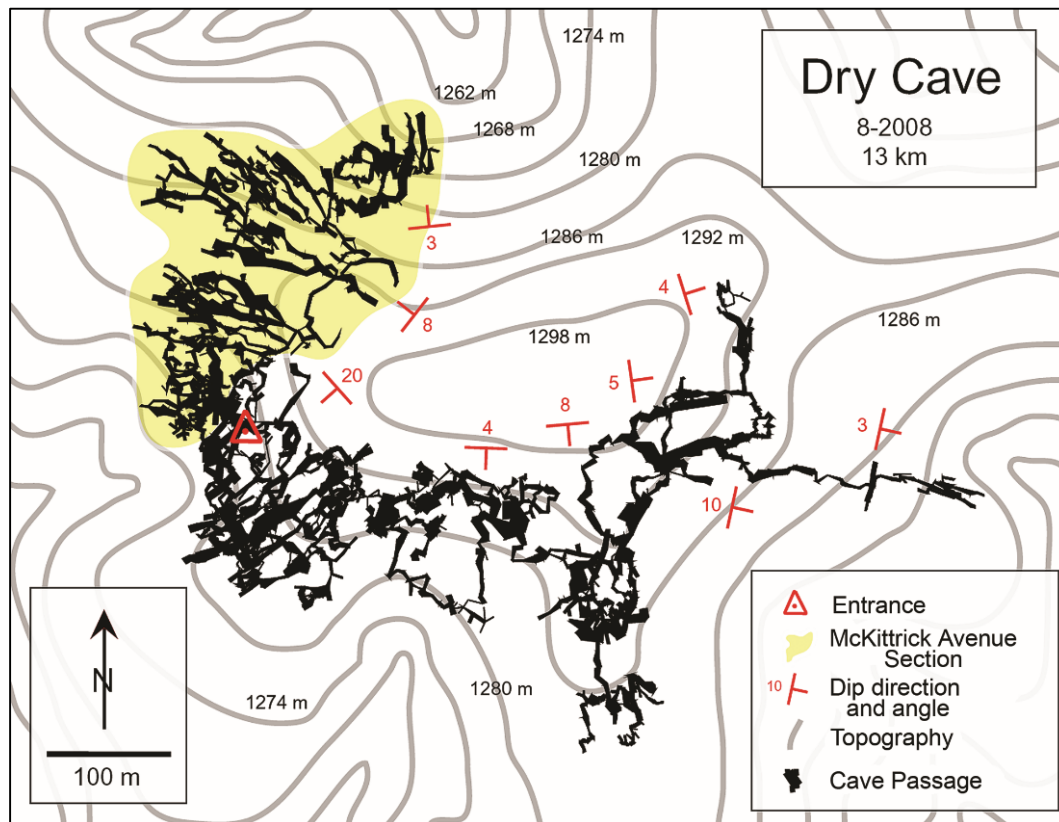 1274 m
Dry Cave
8-2008
13 km
1262 m
1268 m
1280 m
3
1286 m
1292 m
4
8
1298 m
1286 m
20
5
8
4
3
10
N
100 m
1274 m
1280 m
Entrance
McKittrick Avenue
Section
10
Dip direction
and angle
Topography
Cave Passage